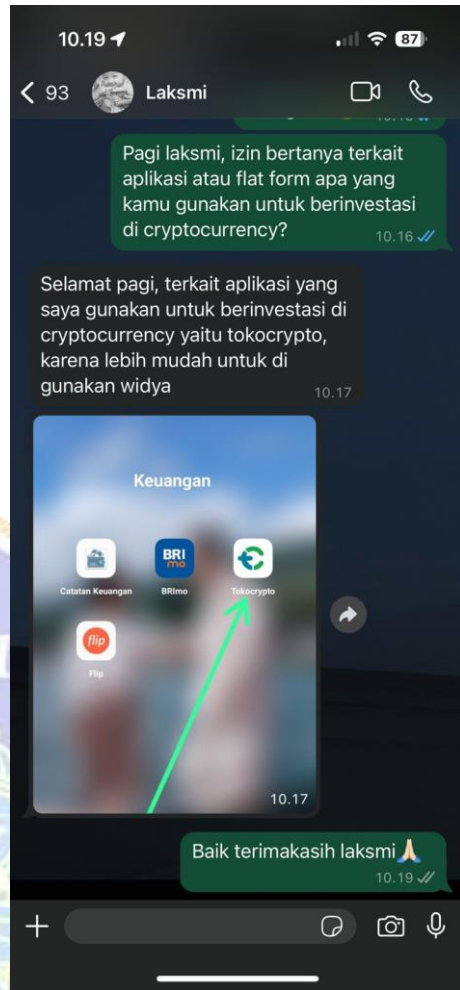 10.19
87
93
Laksmi
Pagi laksmi, izin bertanya terkait
aplikasi atau flat form apa yang
kamu gunakan untuk berinvestasi
di cryptocurrency?
10.16
Selamat pagi, terkait aplikasi yang
saya gunakan untuk berinvestasi di
cryptocurrency yaitu tokocrypto,
karena lebih mudah untuk di
gunakan widya
10.17
Keuangan
BRI
mo
Catatan Keuangan
BRImo
Tokocrypto
flip
Flip
10.17
Baik terimakasih laksmi🙏🏻
10.19